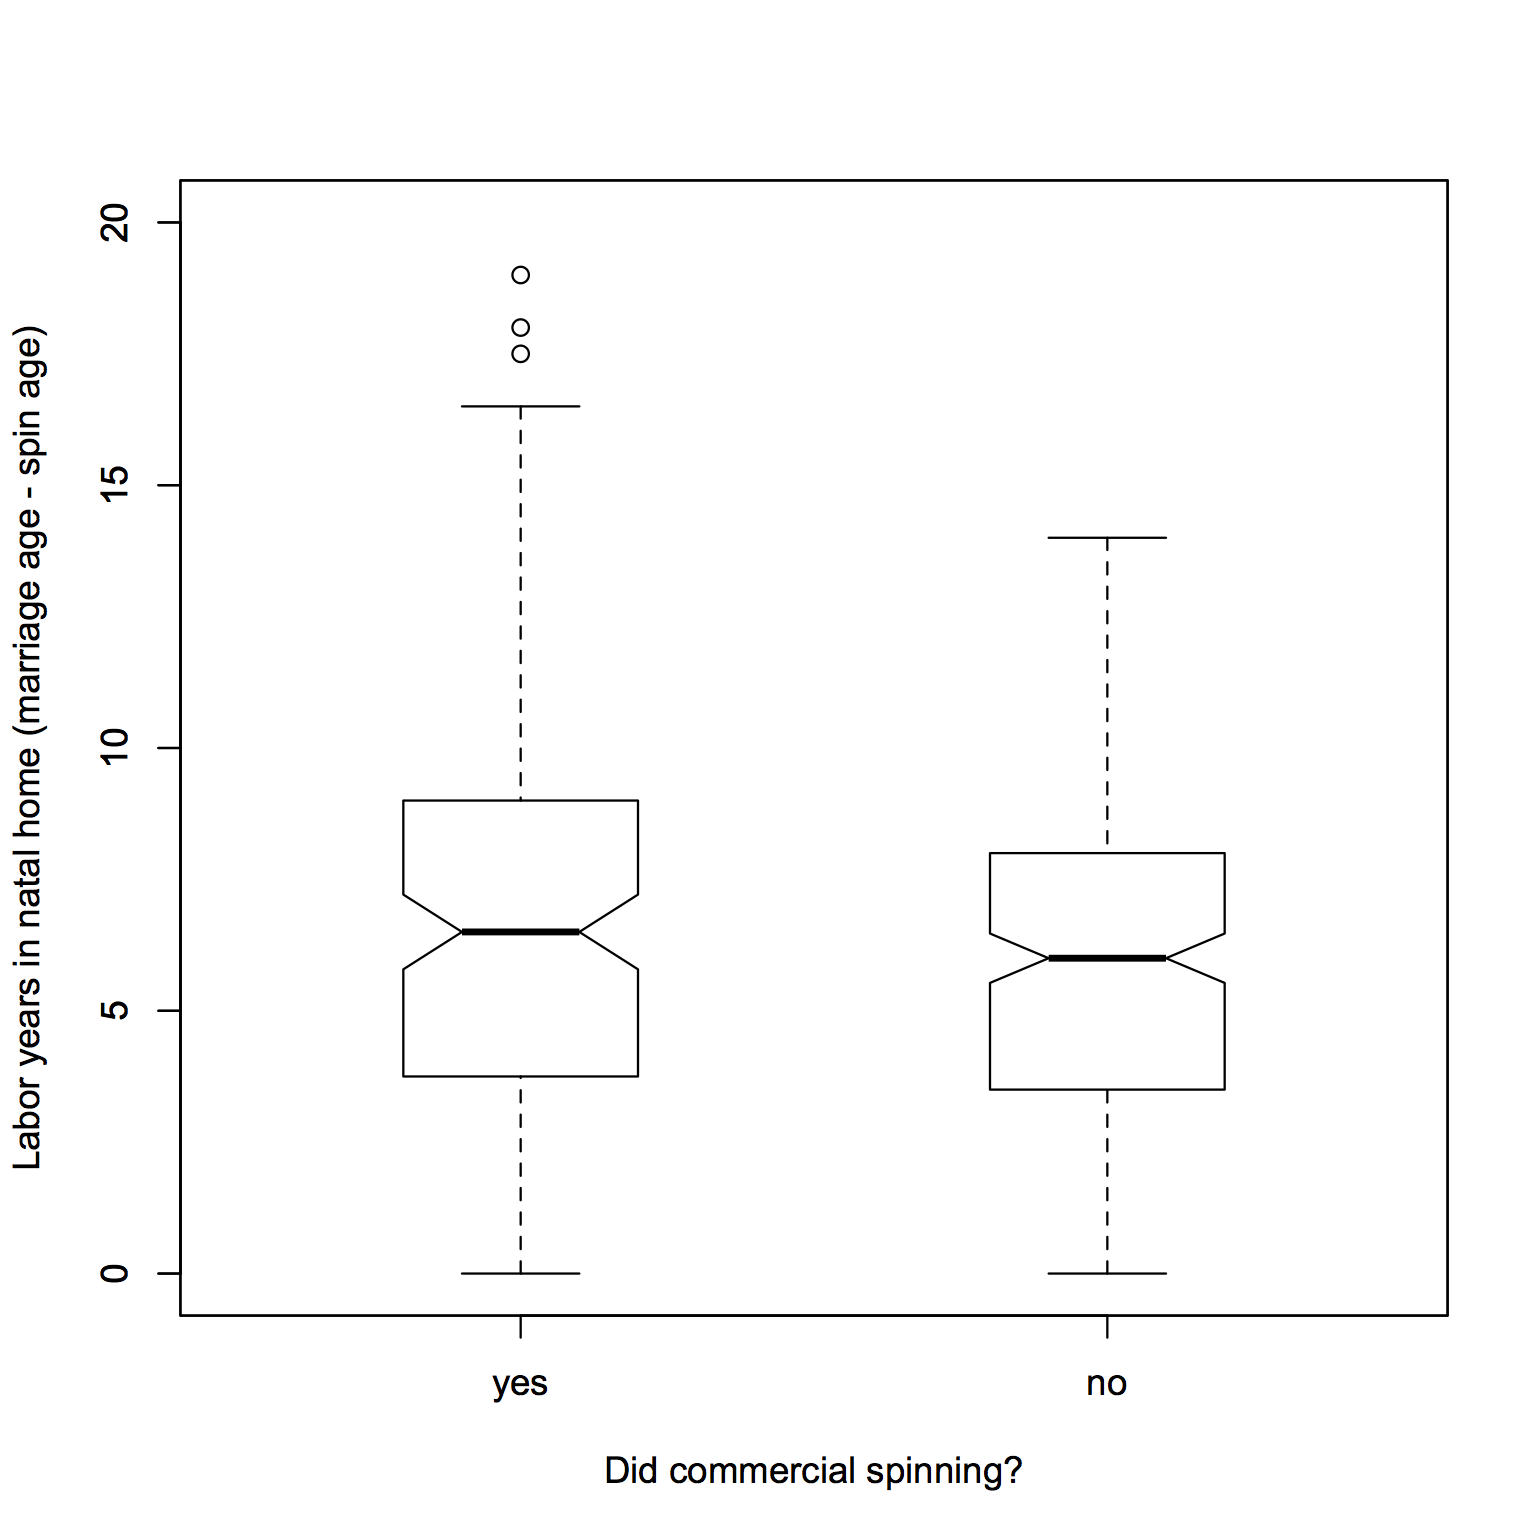 Labor years in natal home (marriage age - spin age)
20
15
10
5
0
yes no
Did commercial spinning?